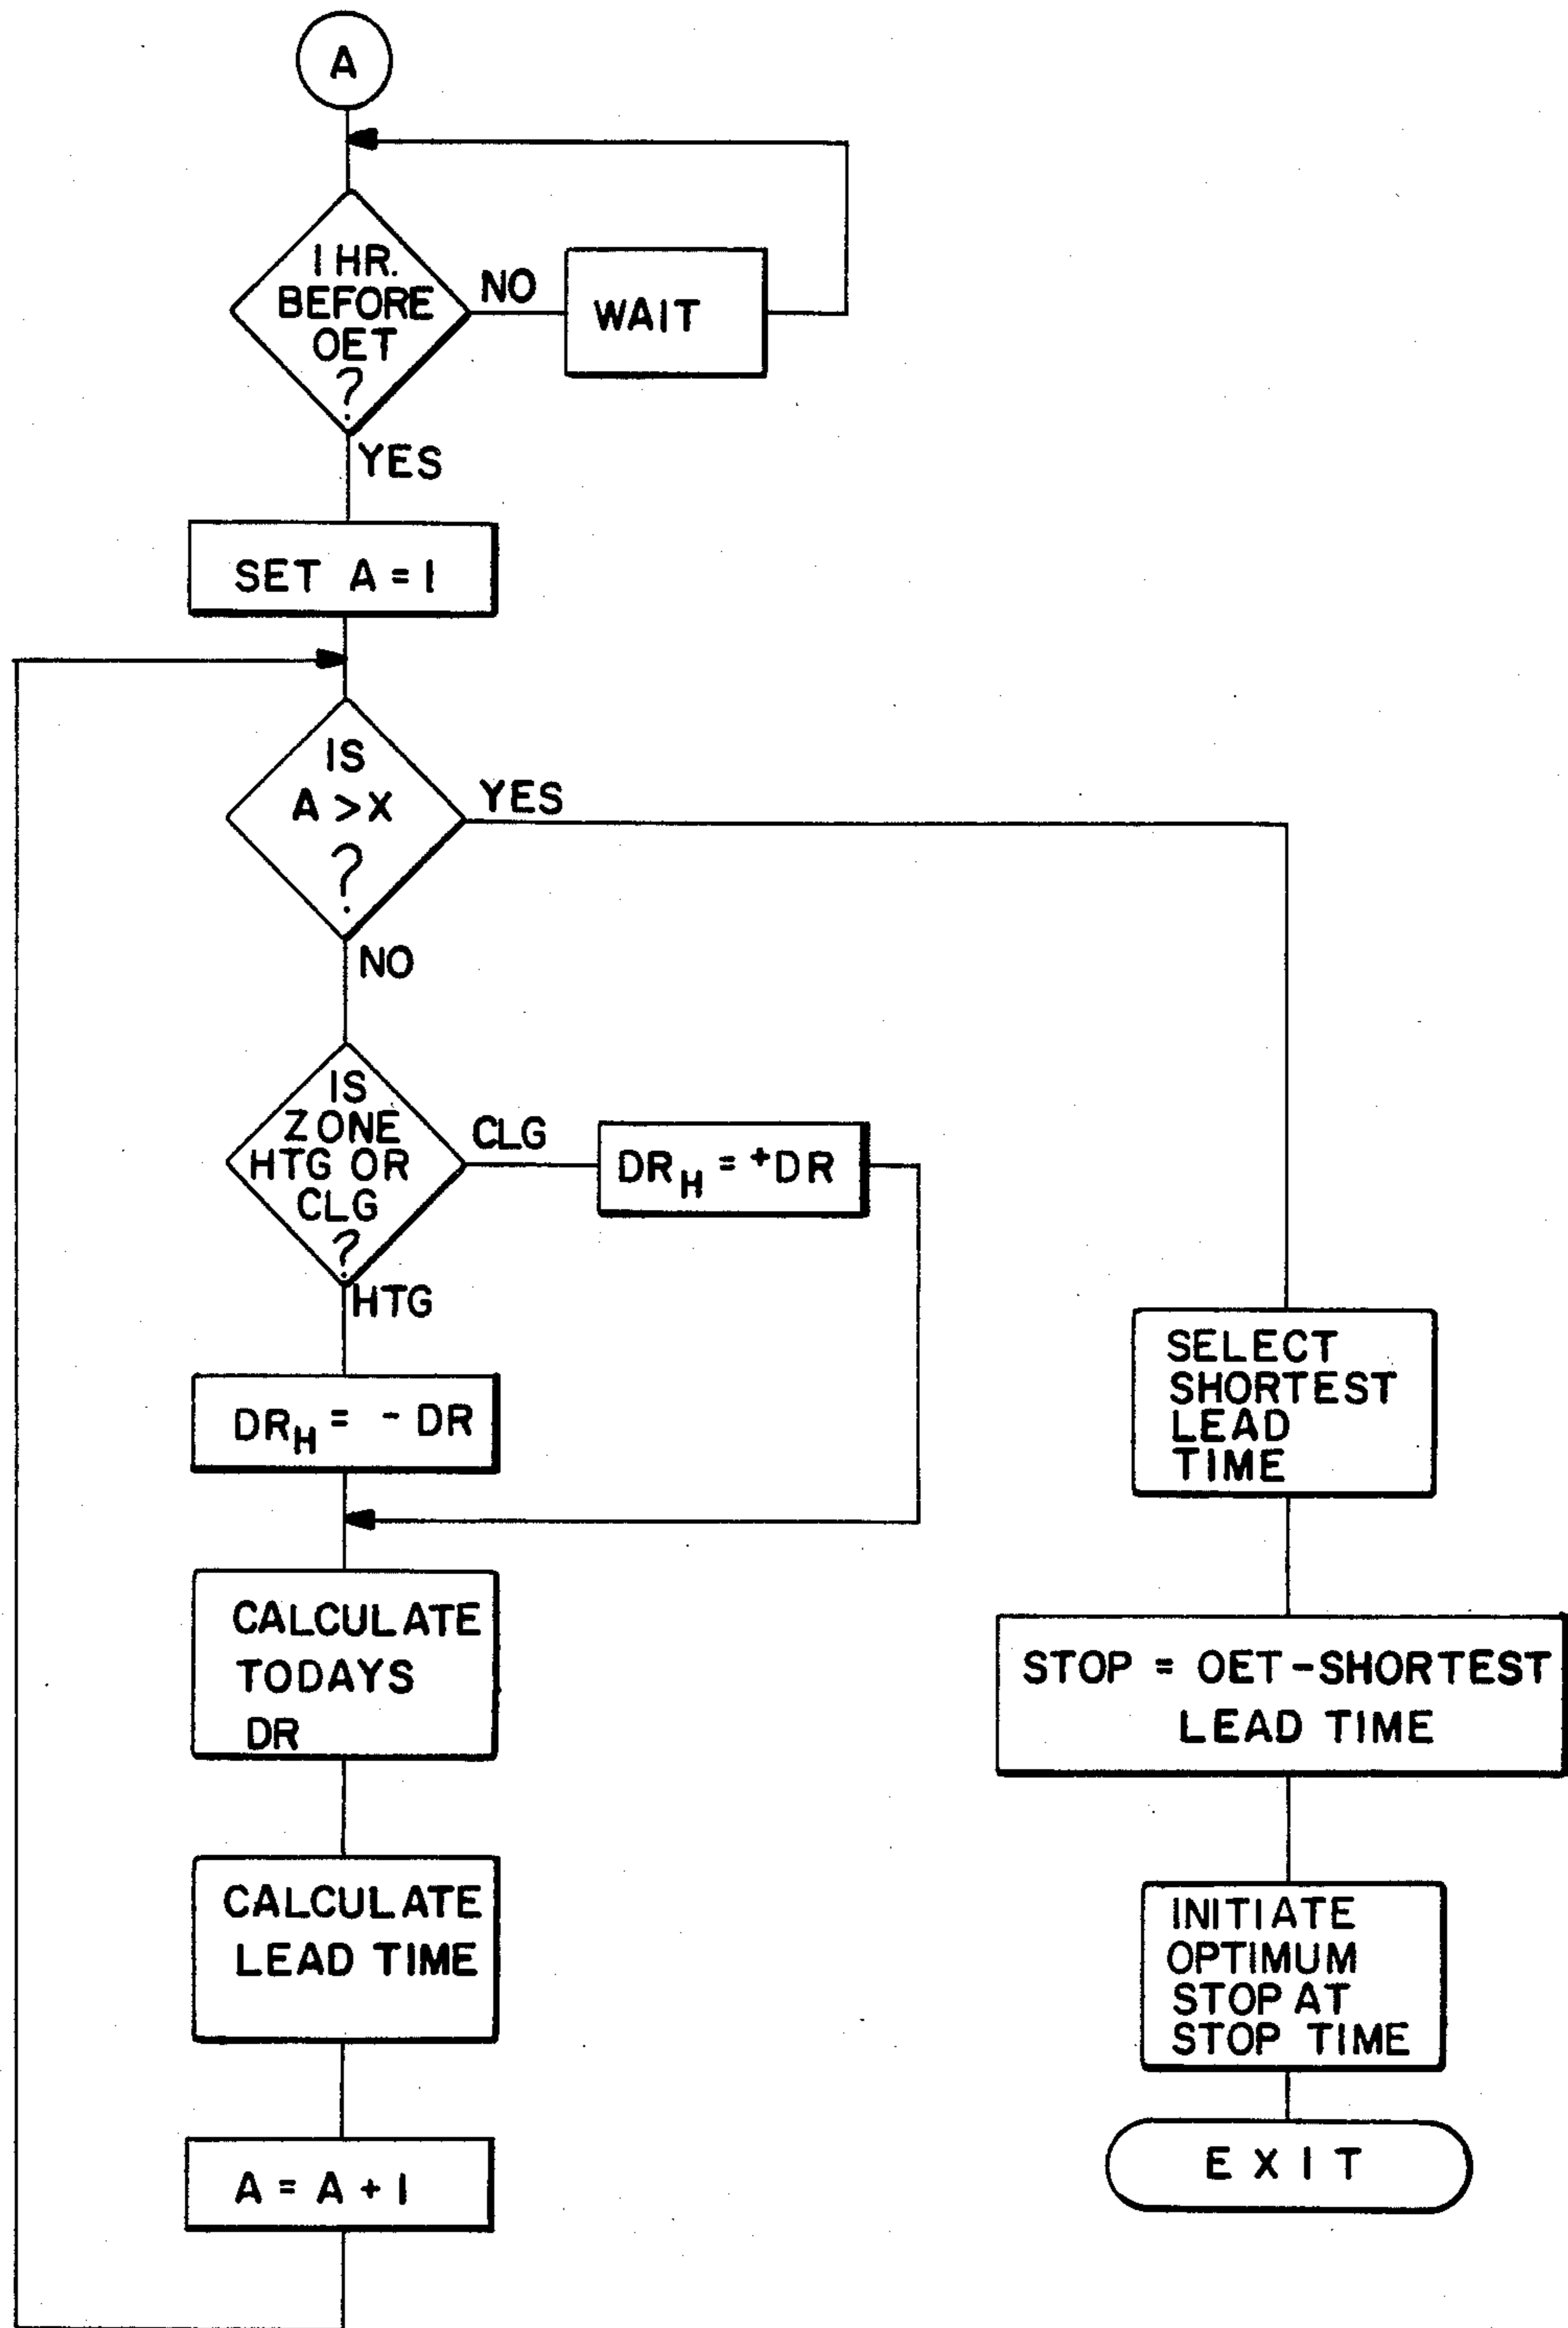 A
1 HR.
BEFORE
OET
?
NO
WAIT
YES
SET A = 1
IS
A > X
?
YES
NO
IS
ZONE
HTG OR
CLG
?
CLG
DRH = +DR
HTG
DRH = - DR
CALCULATE
TODAYS
DR
CALCULATE
LEAD TIME
A = A + 1
SELECT
SHORTEST
LEAD
TIME
STOP = OET-SHORTEST
LEAD TIME
INITIATE
OPTIMUM
STOP AT
STOP TIME
EXIT